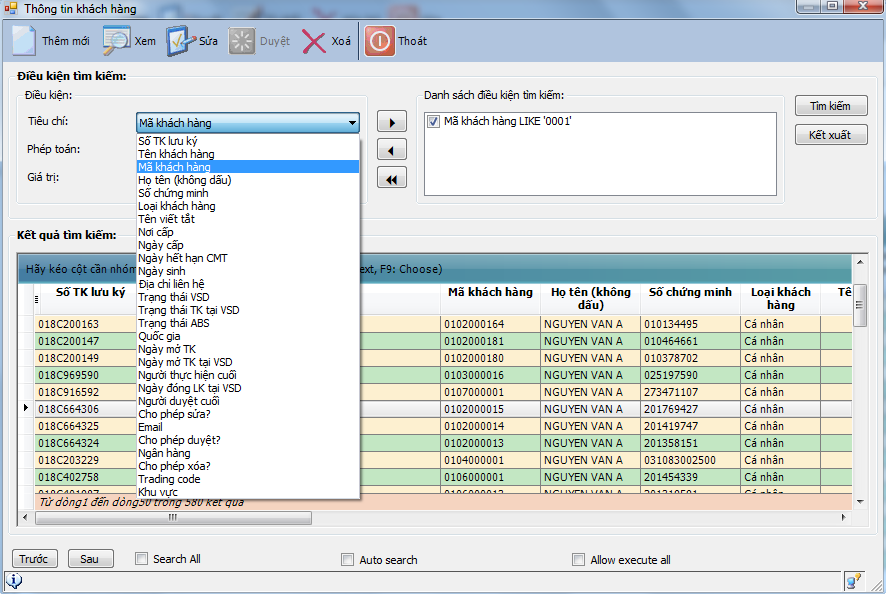 Thông tin khách hàng
Thêm mới Xem Sửa Duyệt Xoá Thoát
Điều kiện tìm kiếm:
Điều kiện:
Tiêu chí:
Mã khách hàng
Phép toán:
Giá trị:
Số TK lưu ký
Tên khách hàng
Mã khách hàng
Họ tên (không dấu)
Số chứng minh
Loại khách hàng
Tên viết tắt
Nơi cấp
Ngày cấp
Ngày hết hạn CMT
Ngày sinh
Địa chỉ liên hệ
Trạng thái VSD
Trạng thái TK tại VSD
Trạng thái ABS
Quốc gia
Ngày mở TK
Ngày mở TK tại VSD
Người thực hiện cuối
Ngày đóng LK tại VSD
Người duyệt cuối
Cho phép sửa?
Email
Cho phép duyệt?
Ngân hàng
Cho phép xóa?
Trading code
Khu vực
Danh sách điều kiện tìm kiếm:
Mã khách hàng LIKE '0001'
Tìm kiếm
Kết xuất
Kết quả tìm kiếm:
Hãy kéo cột cần nhóm ext, F9: Choose)
Số TK lưu ký Mã khách hàng Họ tên (không dấu) Số chứng minh Loại khách hàng Tê
018C200163 0102000164 NGUYEN VAN A 010134495 Cá nhân
018C200147 0102000181 NGUYEN VAN A 010464661 Cá nhân
018C200149 0102000180 NGUYEN VAN A 010378702 Cá nhân
018C969590 0103000016 NGUYEN VAN A 025197590 Cá nhân
018C916592 0107000001 NGUYEN VAN A 273471107 Cá nhân
018C664306 0102000015 NGUYEN VAN A 201769427 Cá nhân
018C664325 0102000014 NGUYEN VAN A 201419747 Cá nhân
018C664324 0102000013 NGUYEN VAN A 201358151 Cá nhân
018C203229 0104000001 NGUYEN VAN A 031083002500 Cá nhân
018C402758 0106000001 NGUYEN VAN A 201454339 Cá nhân
NGUYEN VAN A Cá nhân
Từ dòng1 đến dòng50 trong 580 kết quả
Trước Sau Search All Auto search Allow execute all